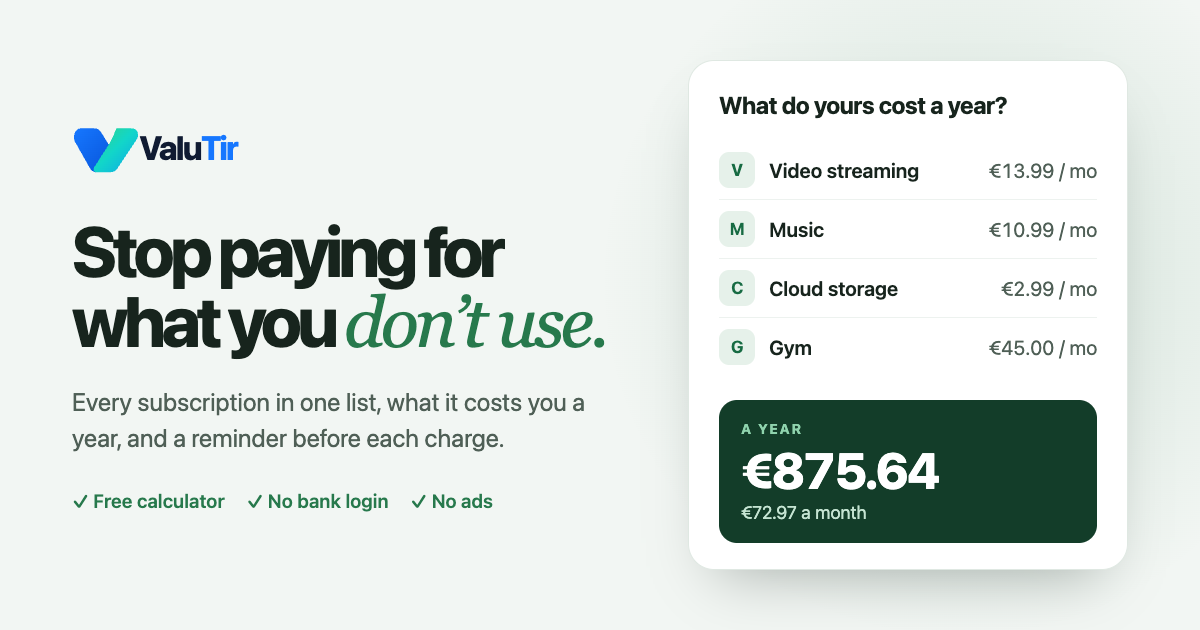 ValuTir
Stop paying for
what you don't use.
Every subscription in one list, what it costs you a
year, and a reminder before each charge.
✓ Free calculator ✓ No bank login ✓ No ads
What do yours cost a year?
V Video streaming €13.99 / mo
M Music €10.99 / mo
C Cloud storage €2.99 / mo
G Gym €45.00 / mo
A YEAR
€875.64
€72.97 a month